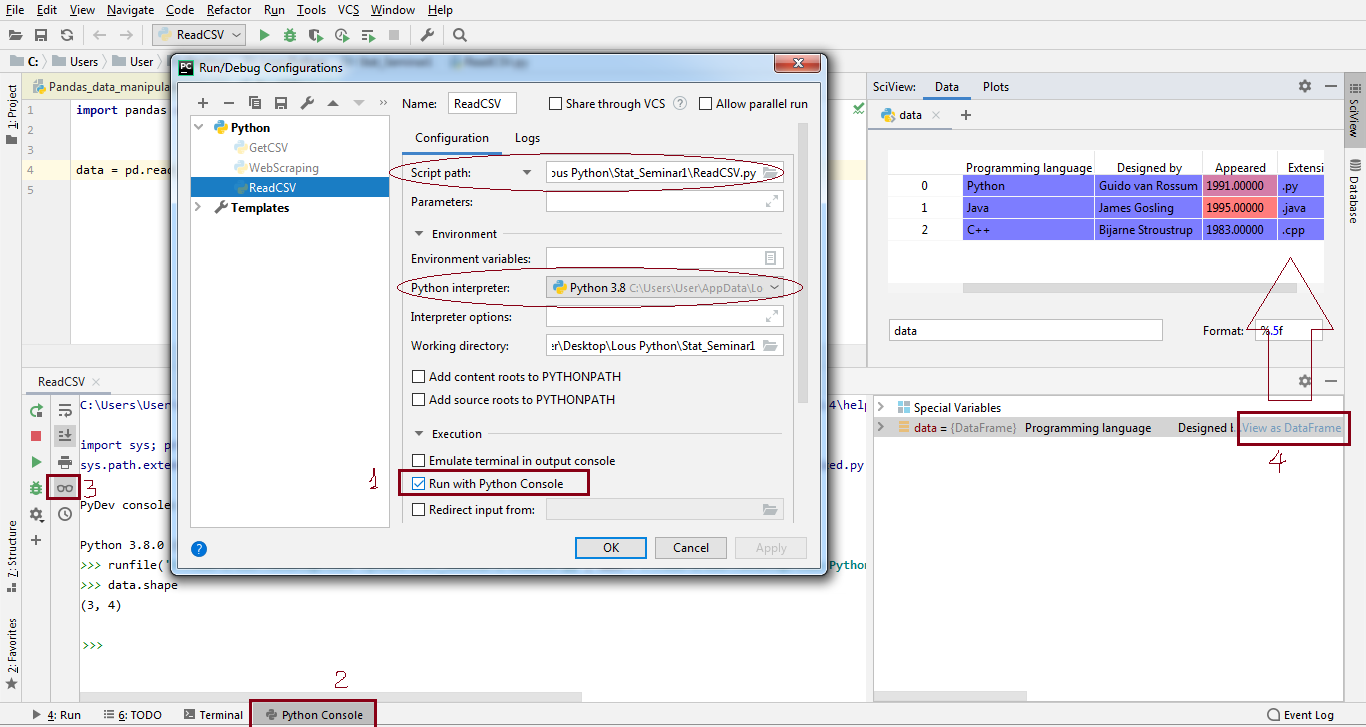 File Edit View Navigate Code Refactor Run Tools VCS Window Help
ReadCSV
C: Users User
Pandas_data_manipula
1: Project
1 import pandas
2
3
4 data = pd.read
5
Run/Debug Configurations
Name: ReadCSV Share through VCS ? Allow parallel run
Python
GetCSV
WebScraping
ReadCSV
Templates
Configuration Logs
Script path: ous Python\Stat_Seminar1\ReadCSV.py
Parameters:
Environment
Environment variables:
Python interpreter: Python 3.8 C:\Users\User\AppData\Lo
Interpreter options:
Working directory: er\Desktop\Lous Python\Stat_Seminar1
Add content roots to PYTHONPATH
Add source roots to PYTHONPATH
Execution
Emulate terminal in output console
1 Run with Python Console
Redirect input from:
? OK Cancel Apply
SciView: Data Plots
data
Programming language Designed by Appeared Extensi
0 Python Guido van Rossum 1991.00000 .py
1 Java James Gosling 1995.00000 .java
2 C++ Bijarne Stroustrup 1983.00000 .cpp
data Format: %.5f
SciView
Database
ReadCSV
C:\Users\User 4\help
import sys; p
sys.path.exte ed.py
3
PyDev console
Python 3.8.0
>>> runfile(' Python
>>> data.shape
(3, 4)
>>>
Special Variables
data = {DataFrame} Programming language Designed b... View as DataFrame
4
7: Structure
2: Favorites
2
4: Run 6: TODO Terminal Python Console Event Log